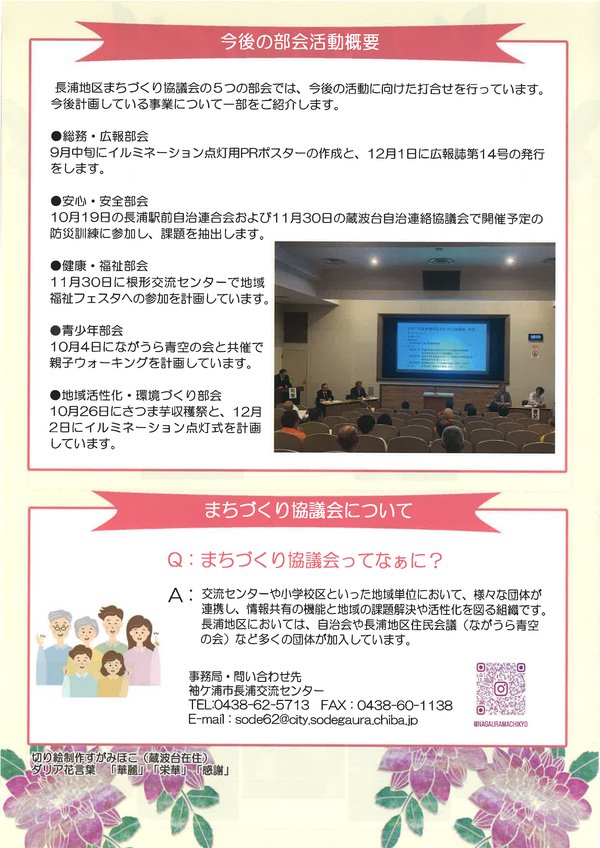 今後の部会活動概要
長浦地区まちづくり協議会の5つの部会では、今後の活動に向けた打合せを行っています。
今後計画している事業について一部をご紹介します。
●総務・広報部会
9月中旬にイルミネーション点灯用PRポスターの作成と、12月1日に広報誌第14号の発行
をします。
●安心・安全部会
10月19日の長浦駅前自治連合会および11月30日の蔵波台自治連絡協議会で開催予定の
防災訓練に参加し、課題を抽出します。
●健康・福祉部会
11月30日に根形交流センターで地域
福祉フェスタへの参加を計画しています。
●青少年部会
10月4日にながうら青空の会と共催で
親子ウォーキングを計画しています。
●地域活性化・環境づくり部会
10月26日にさつま芋収穫祭と、12月
2日にイルミネーション点灯式を計画
しています。
まちづくり協議会について
Q：まちづくり協議会ってなぁに？
A：交流センターや小学校区といった地域単位において、様々な団体が
連携し、情報共有の機能と地域の課題解決や活性化を図る組織です。
長浦地区においては、自治会や長浦地区住民会議（ながうら青空
の会）など多くの団体が加入しています。
事務局・問い合わせ先
袖ケ浦市長浦交流センター
TEL:0438-62-5713 FAX：0438-60-1138
E-mail：sode62@city.sodegaura.chiba.jp
@NAGAURAMACHIKYO
切り絵制作すがみほこ（蔵波台在住）
ダリア花言葉 「華麗」「栄華」「感謝」